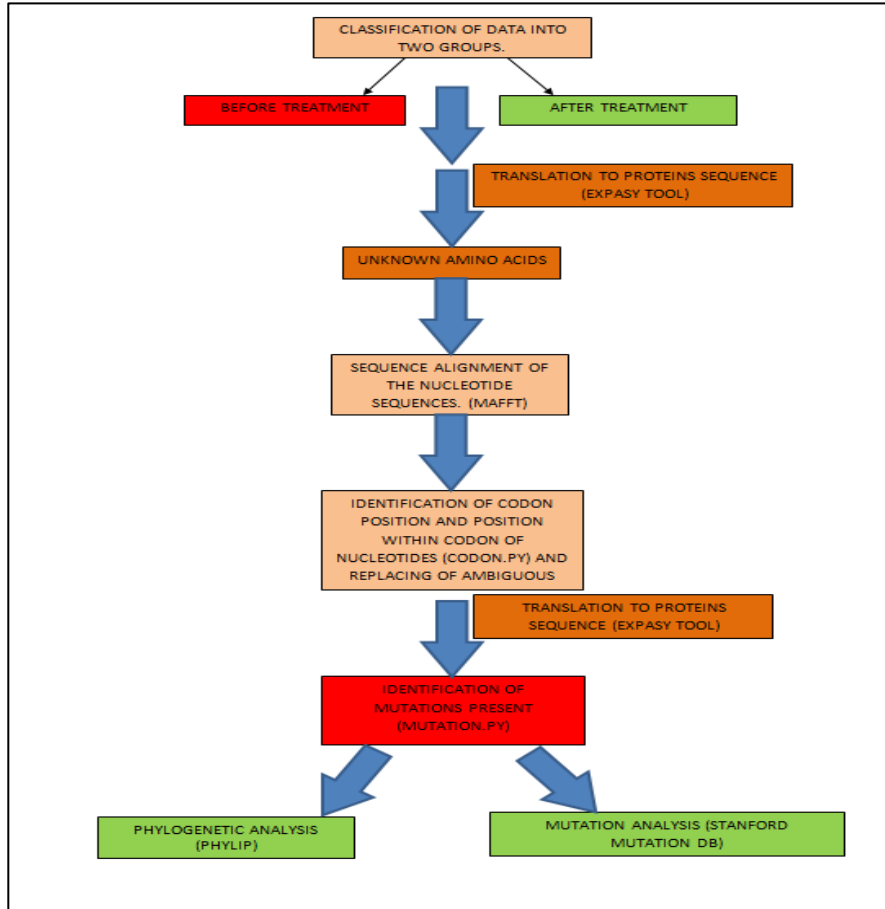 CLASSIFICATION OF DATA INTO
TWO GROUPS.
BEFORE TREATMENT
AFTER TREATMENT
TRANSLATION TO PROTEINS SEQUENCE
(EXPASY TOOL)
UNKNOWN AMINO ACIDS
SEQUENCE ALIGNMENT OF
THE NUCLEOTIDE
SEQUENCES. (MAFFT)
IDENTIFICATION OF CODON
POSITION AND POSITION
WITHIN CODON OF
NUCLEOTIDES (CODON.PY) AND
REPLACING OF AMBIGUOUS
TRANSLATION TO PROTEINS
SEQUENCE (EXPASY TOOL)
IDENTIFICATION OF
MUTATIONS PRESENT
(MUTATION.PY)
PHYLOGENETIC ANALYSIS
(PHYLIP)
MUTATION ANALYSIS (STANFORD
MUTATION DB)